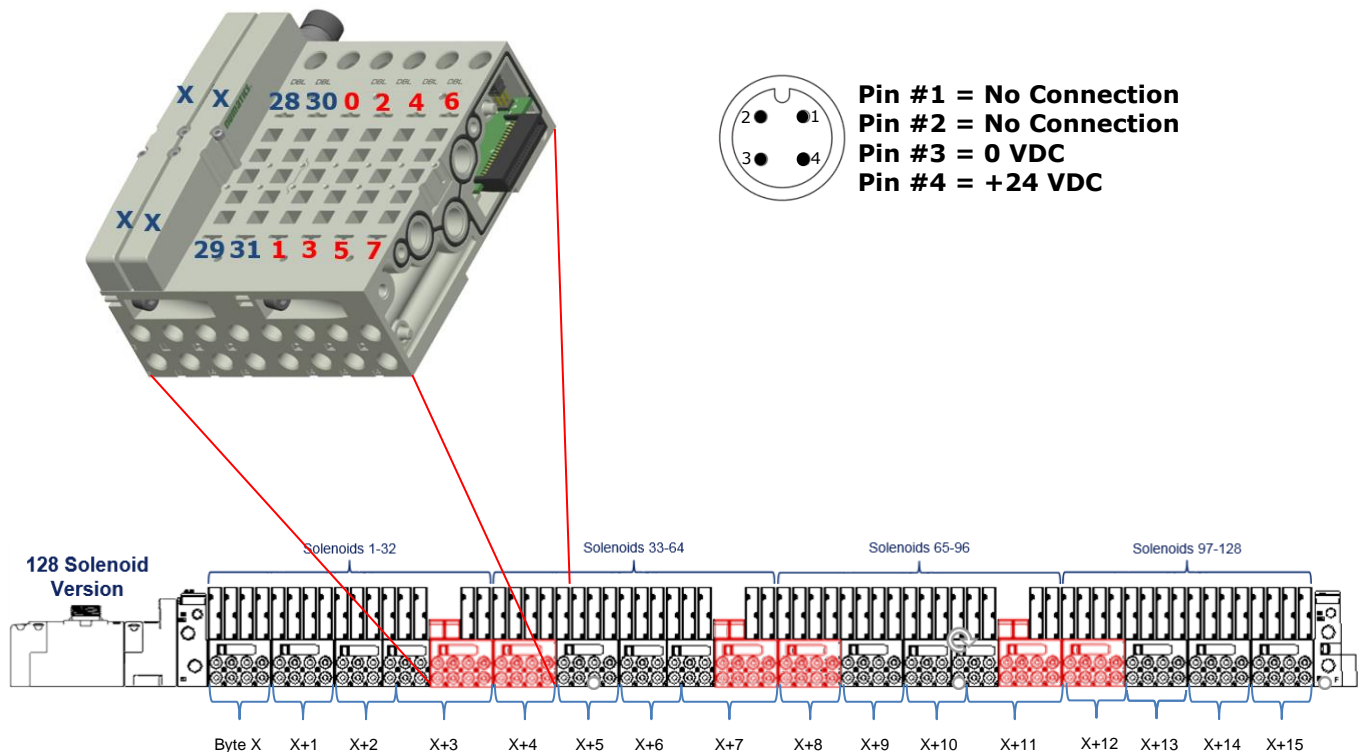 X X 28 30 0 2 4 6
DBL DBL DBL DBL DBL DBL
numatics
X X
29 31 1 3 5 7
2 1
3 4
Pin #1 = No Connection
Pin #2 = No Connection
Pin #3 = 0 VDC
Pin #4 = +24 VDC
128 Solenoid
Version
Solenoids 1-32
Solenoids 33-64
Solenoids 65-96
Solenoids 97-128
F
Byte X X+1 X+2 X+3 X+4 X+5 X+6 X+7 X+8 X+9 X+10 X+11 X+12 X+13 X+14 X+15